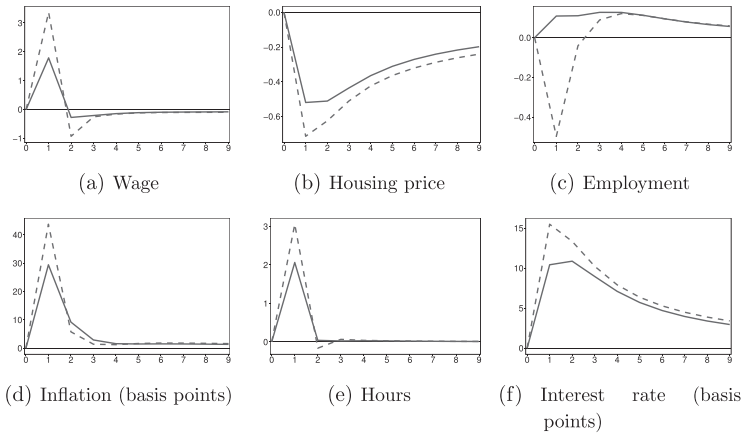 3
2
1
0
−1
0 1 2 3 4 5 6 7 8 9
0.0
−0.2
−0.4
−0.6
0 1 2 3 4 5 6 7 8 9
0.0
−0.2
−0.4
0 1 2 3 4 5 6 7 8 9
(a) Wage
(b) Housing price
(c) Employment
40
30
20
10
0
0 1 2 3 4 5 6 7 8 9
3
2
1
0
0 1 2 3 4 5 6 7 8 9
15
10
5
0
0 1 2 3 4 5 6 7 8 9
(d) Inflation (basis points)
(e) Hours
(f) Interest rate (basis
points)